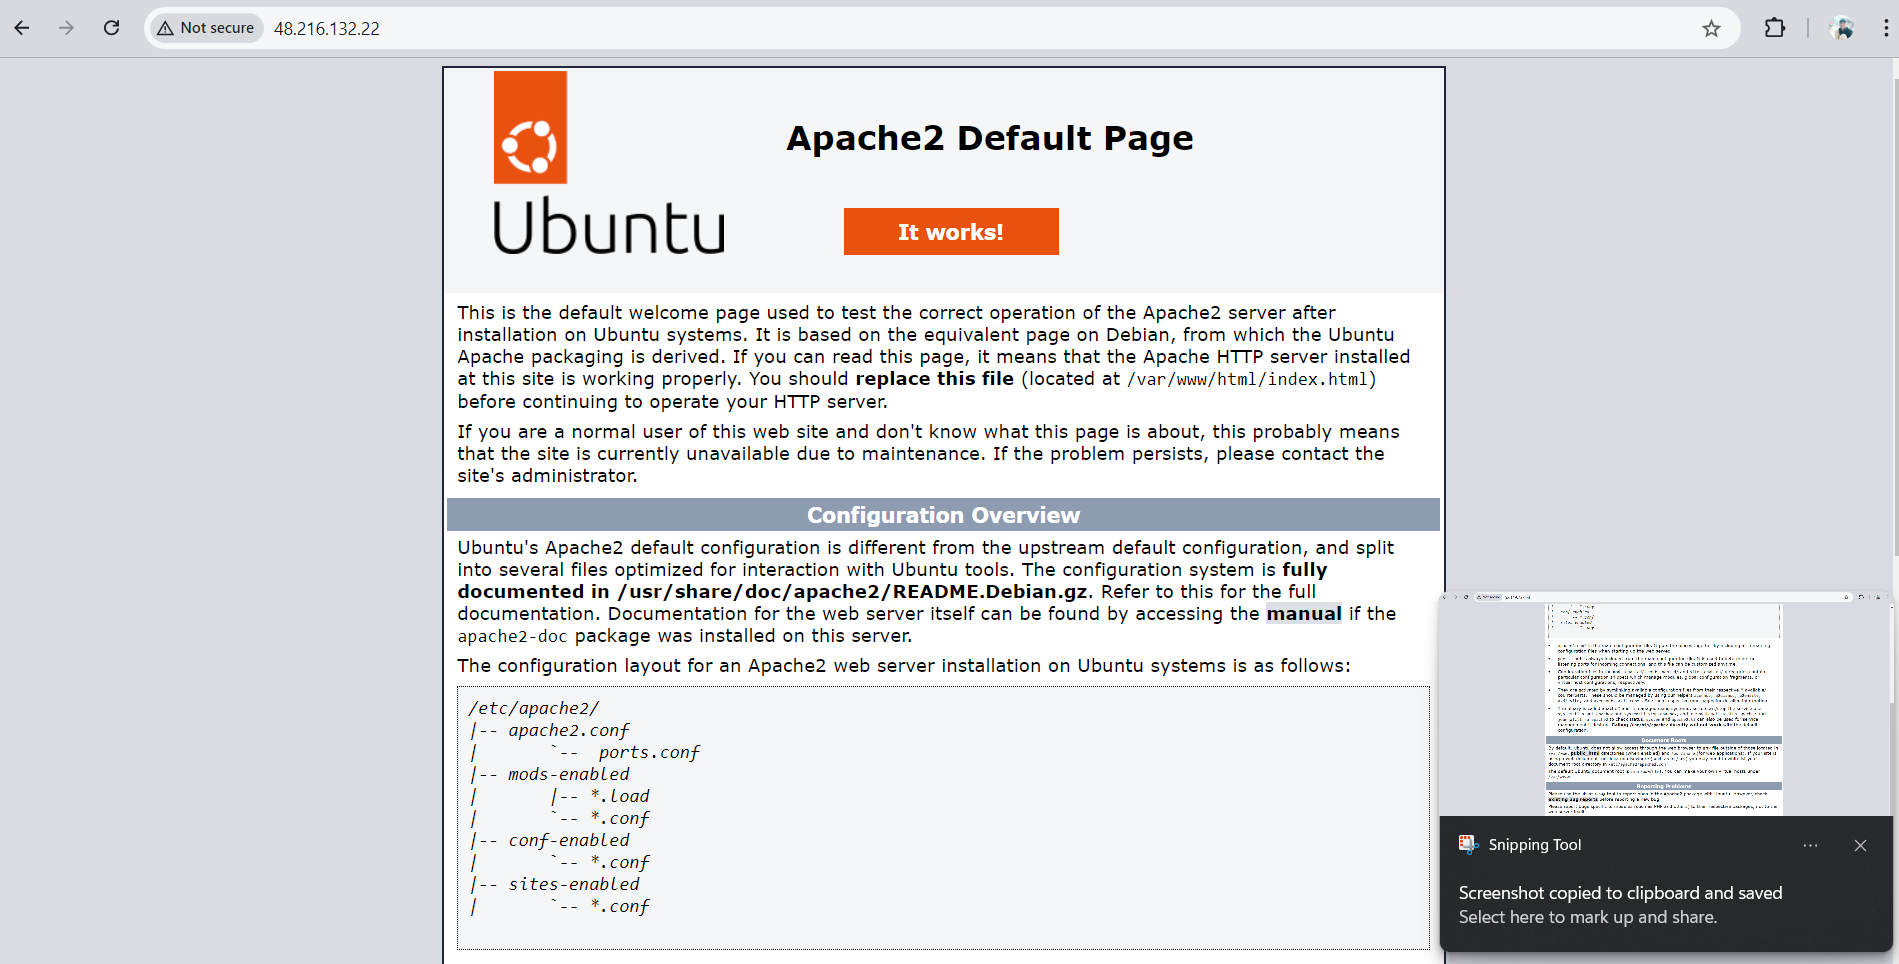 Not secure
48.216.132.22
Ubuntu
Apache2 Default Page
It works!
This is the default welcome page used to test the correct operation of the Apache2 server after
installation on Ubuntu systems. It is based on the equivalent page on Debian, from which the Ubuntu
Apache packaging is derived. If you can read this page, it means that the Apache HTTP server installed
at this site is working properly. You should replace this file (located at /var/www/html/index.html)
before continuing to operate your HTTP server.
If you are a normal user of this web site and don't know what this page is about, this probably means
that the site is currently unavailable due to maintenance. If the problem persists, please contact the
site's administrator.
Configuration Overview
Ubuntu's Apache2 default configuration is different from the upstream default configuration, and split
into several files optimized for interaction with Ubuntu tools. The configuration system is fully
documented in /usr/share/doc/apache2/README.Debian.gz. Refer to this for the full
documentation. Documentation for the web server itself can be found by accessing the manual if the
apache2-doc package was installed on this server.
The configuration layout for an Apache2 web server installation on Ubuntu systems is as follows:
/etc/apache2/
|-- apache2.conf
|       `--  ports.conf
|-- mods-enabled
|       |-- *.load
|       `-- *.conf
|-- conf-enabled
|       `-- *.conf
|-- sites-enabled
|       `-- *.conf
Document Roots
Reporting Problems
Snipping Tool
Screenshot copied to clipboard and saved
Select here to mark up and share.